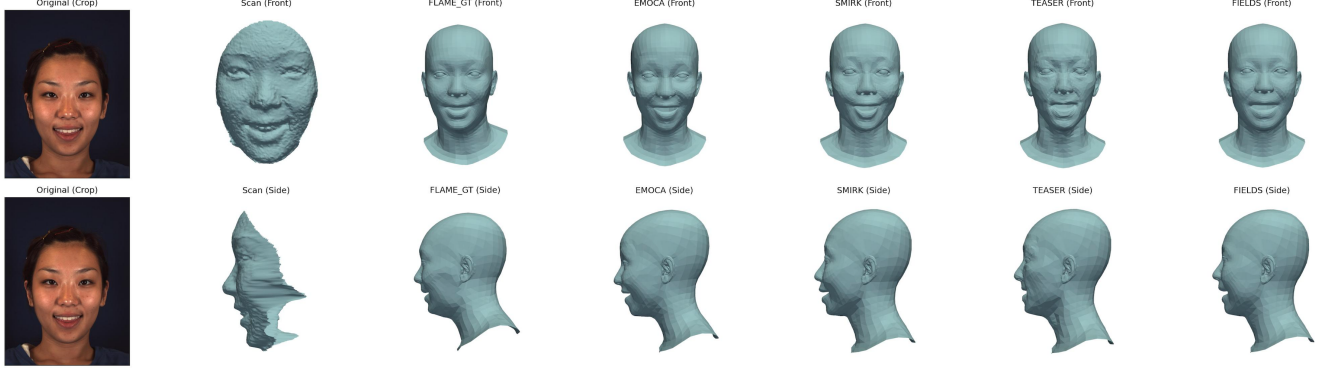 Original (Crop) Scan (Front) FLAME_GT (Front) EMOCA (Front) SMIRK (Front) TEASER (Front) FIELDS (Front)
Original (Crop) Scan (Side) FLAME_GT (Side) EMOCA (Side) SMIRK (Side) TEASER (Side) FIELDS (Side)